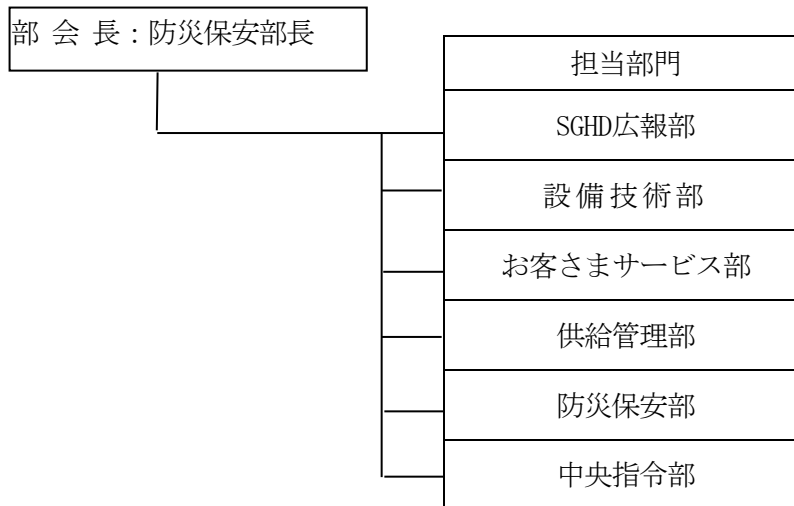 部 会 長：防災保安部長
担当部門
SGHD広報部
設備技術部
お客さまサービス部
供給管理部
防災保安部
中央指令部